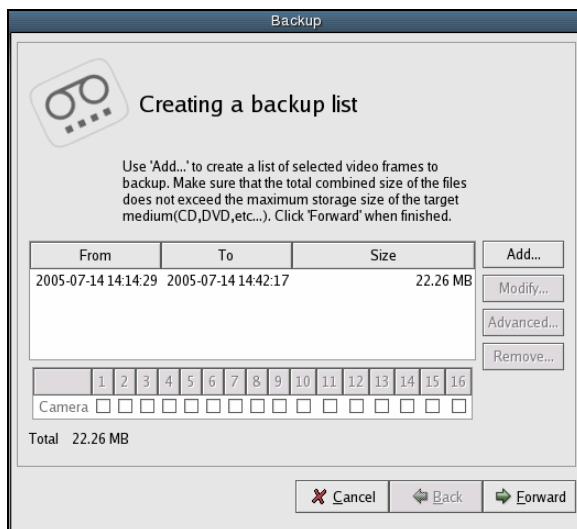 Backup
Creating a backup list
Use 'Add...' to create a list of selected video frames to
backup. Make sure that the total combined size of the files
does not exceed the maximum storage size of the target
medium(CD,DVD,etc...). Click 'Forward' when finished.
From To Size
2005-07-14 14:14:29 2005-07-14 14:42:17 22.26 MB
Add...
Modify...
Advanced...
Remove...
1 2 3 4 5 6 7 8 9 10 11 12 13 14 15 16
Camera
Total 22.26 MB
Cancel Back Forward